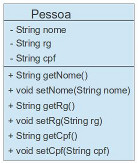 Pessoa
- String nome
- String rg
- String cpf
+ String getNome()
+ void setNome(String nome)
+ String getRg()
+ void setRg(String rg)
+ String getCpf()
+ void setCpf(String cpf)